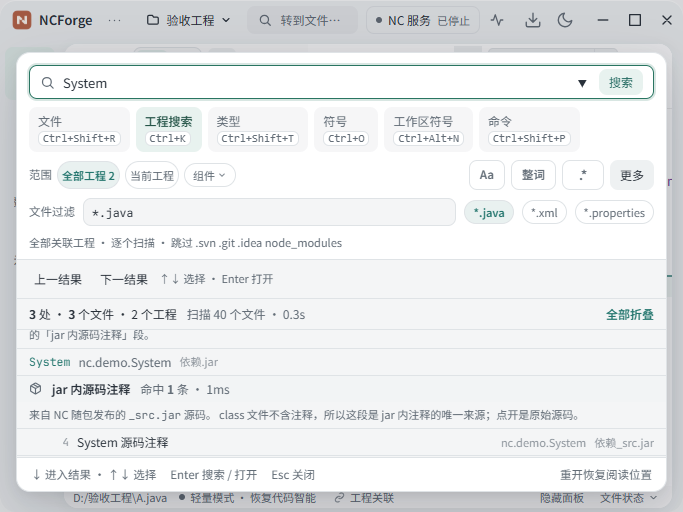 NCForge ··· 验收工程 转到文件··· NC 服务 已停止
System 搜索
文件 工程搜索 类型 符号 工作区符号 命令
Ctrl+Shift+R Ctrl+K Ctrl+Shift+T Ctrl+O Ctrl+Alt+N Ctrl+Shift+P
范围 全部工程 2 当前工程 组件 Aa 整词 .* 更多
文件过滤 *.java *.java *.xml *.properties
全部关联工程 · 逐个扫描 · 跳过 .svn .git .idea node_modules
上一结果 下一结果 ↑↓ 选择 · Enter 打开
3 处 · 3 个文件 · 2 个工程 扫描 40 个文件 · 0.3s 全部折叠
的「jar 内源码注释」段。
System nc.demo.System 依赖.jar
jar 内源码注释 命中 1 条 · 1ms
来自 NC 随包发布的 _src.jar 源码。 class 文件不含注释，所以这段是 jar 内注释的唯一来源；点开是原始源码。
4 System 源码注释 nc.demo.System 依赖_src.jar
↓ 进入结果 · ↑↓ 选择 Enter 搜索 / 打开 Esc 关闭 重开恢复阅读位置
D:/验收工程\A.java 轻量模式 · 恢复代码智能 工程关联 隐藏面板 文件状态